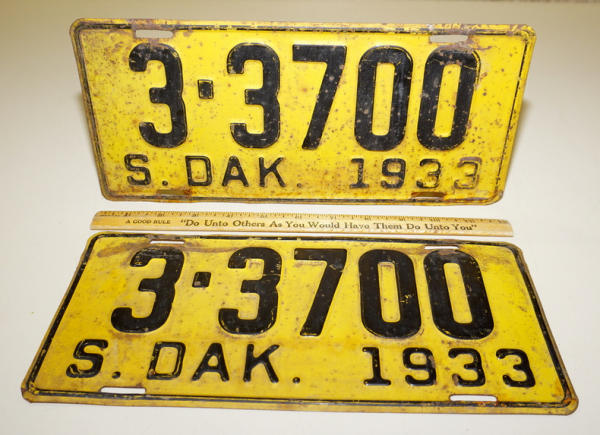 3·3700
S. DAK. 1933
A GOOD RULE "Do Unto Others As You Would Have Them Do Unto You"
3·3700
S. DAK. 1933